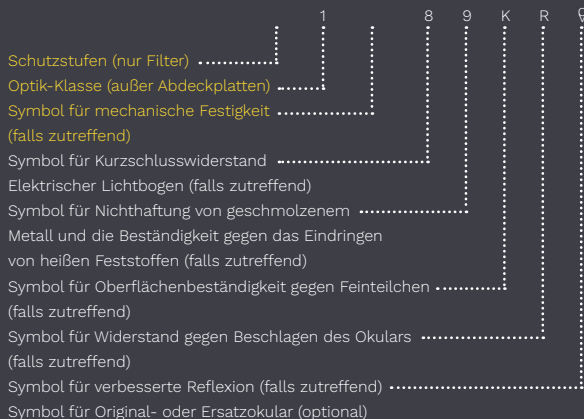 1 8 9 K R
Schutzstufen (nur Filter)
Optik-Klasse (außer Abdeckplatten)
Symbol für mechanische Festigkeit
(falls zutreffend)
Symbol für Kurzschlusswiderstand
Elektrischer Lichtbogen (falls zutreffend)
Symbol für Nichthaftung von geschmolzenem
Metall und die Beständigkeit gegen das Eindringen
von heißen Feststoffen (falls zutreffend)
Symbol für Oberflächenbeständigkeit gegen Feinteilchen
(falls zutreffend)
Symbol für Widerstand gegen Beschlagen des Okulars
(falls zutreffend)
Symbol für verbesserte Reflexion (falls zutreffend)
Symbol für Original- oder Ersatzokular (optional)